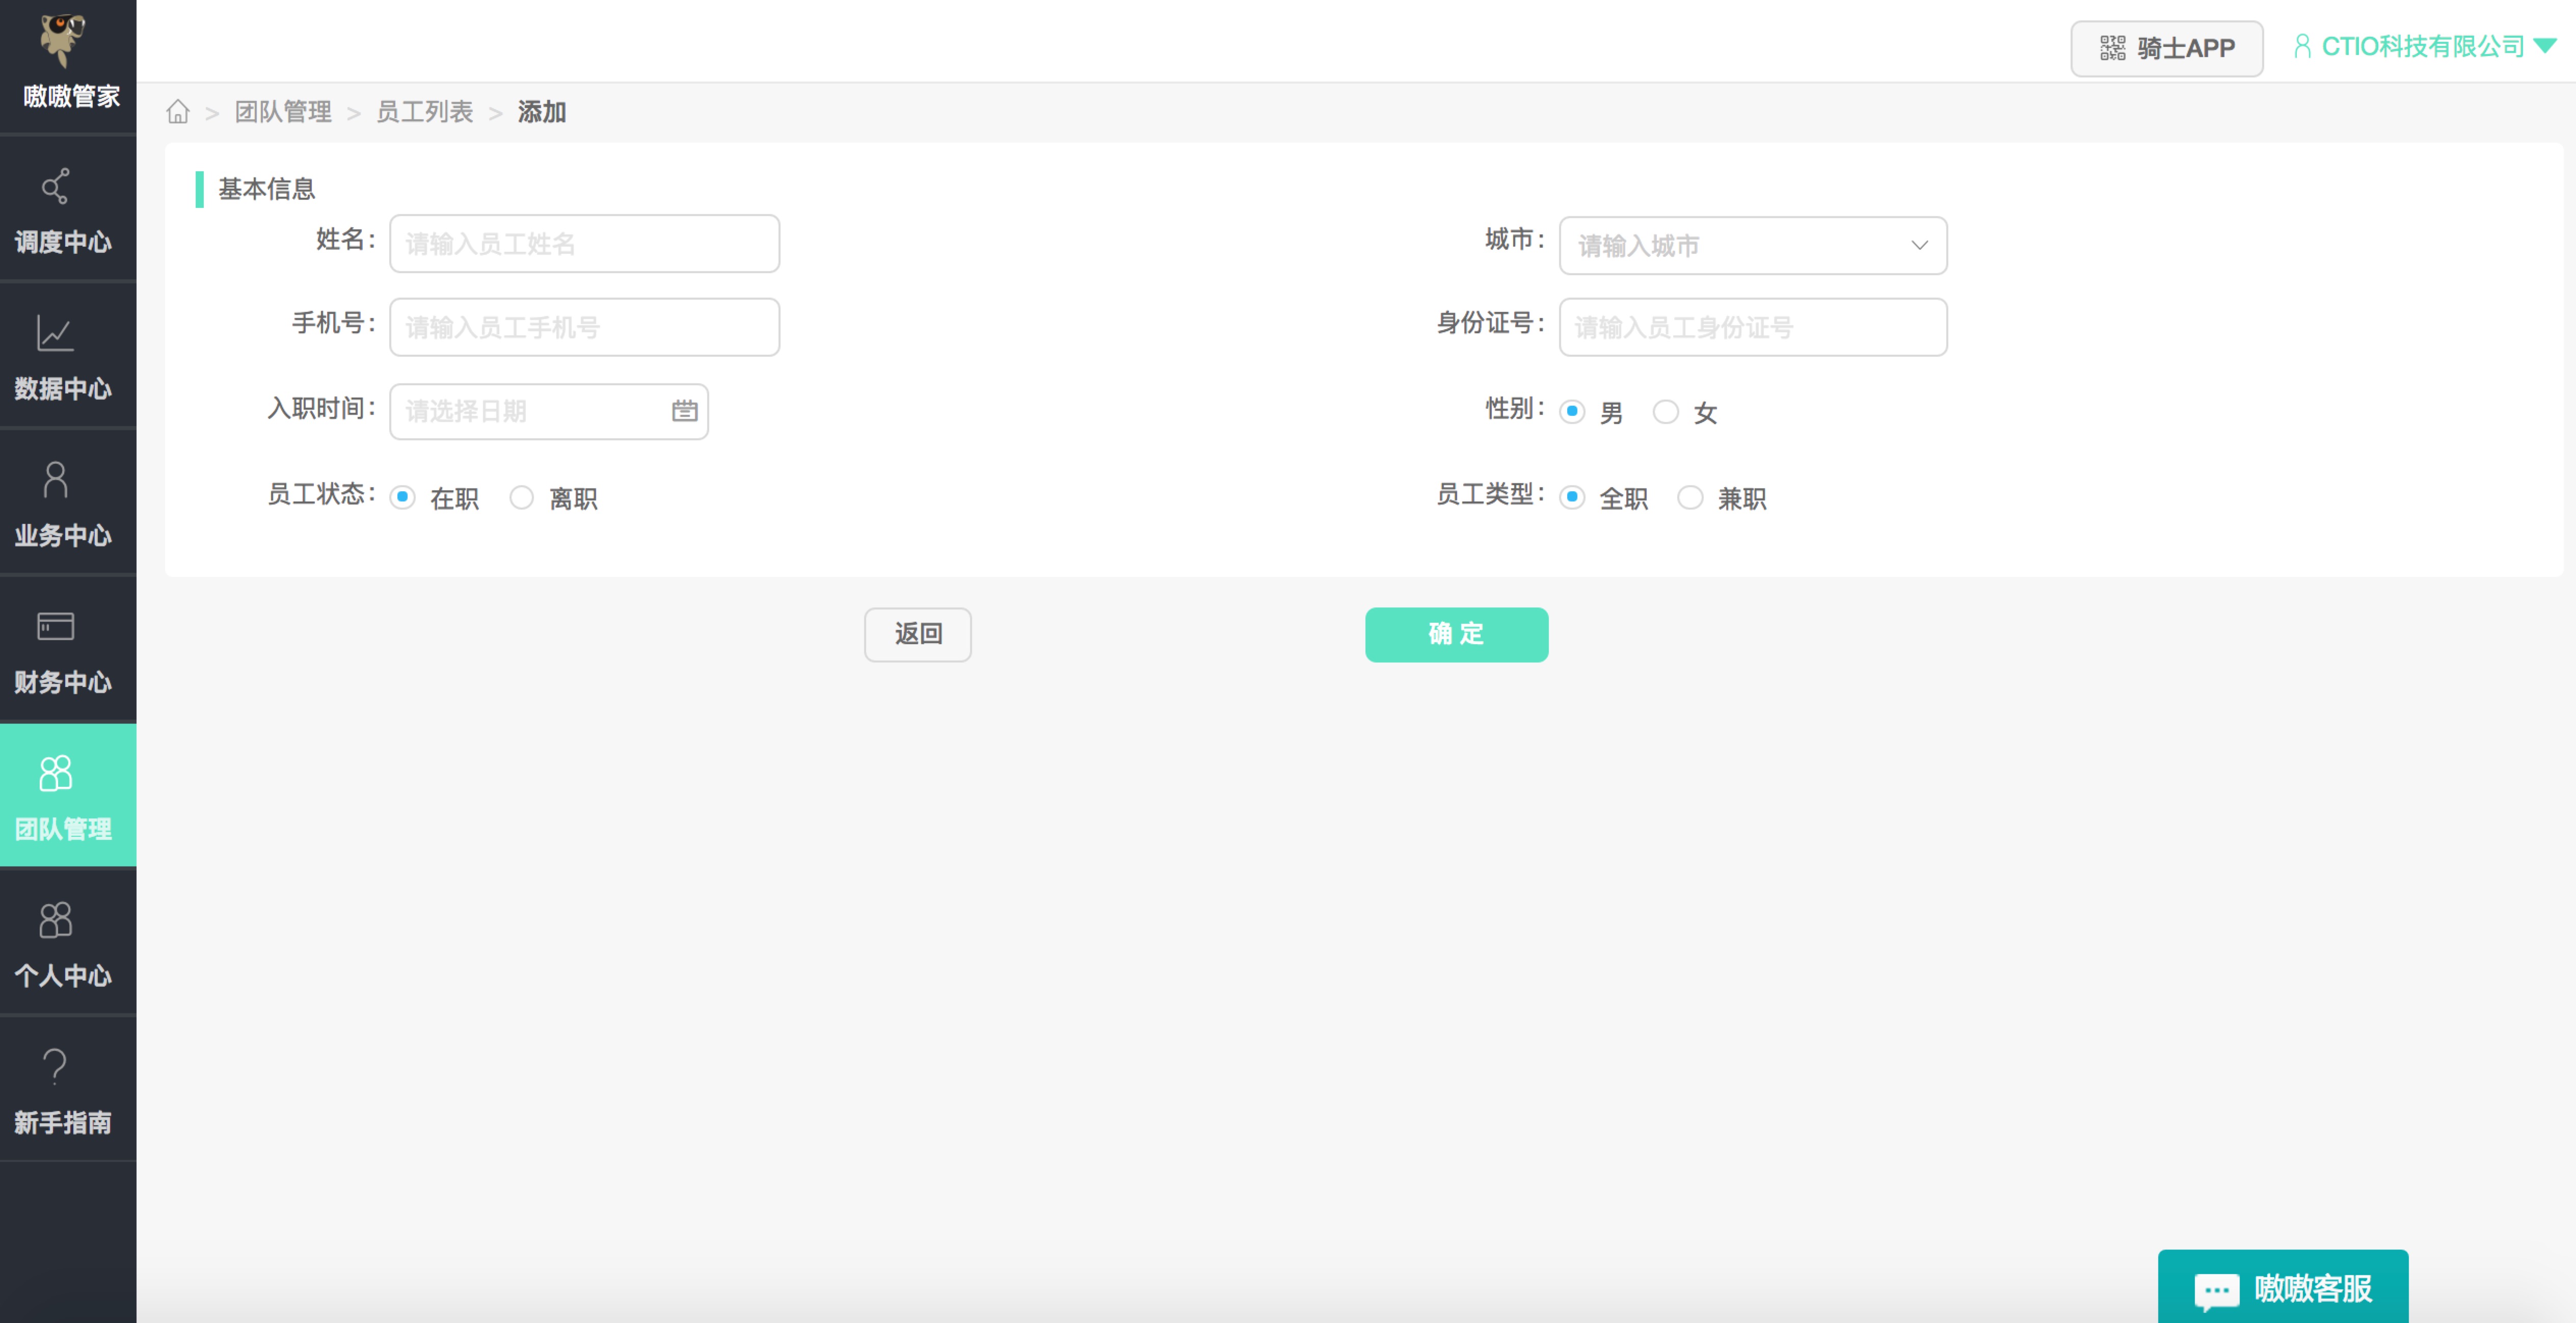 嗷嗷管家
骑士APP CTIO科技有限公司
> 团队管理 > 员工列表 > 添加
调度中心
数据中心
业务中心
财务中心
团队管理
个人中心
新手指南
基本信息
姓名： 请输入员工姓名 城市： 请输入城市
手机号： 请输入员工手机号 身份证号： 请输入员工身份证号
入职时间： 请选择日期 性别： 男 女
员工状态： 在职 离职 员工类型： 全职 兼职
返回 确定
嗷嗷客服